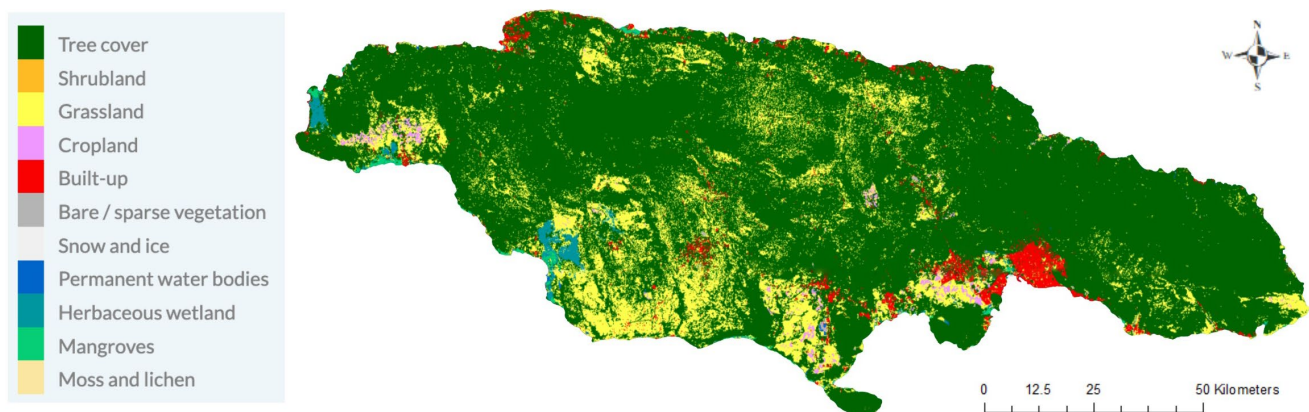 Tree cover
Shrubland
Grassland
Cropland
Built-up
Bare / sparse vegetation
Snow and ice
Permanent water bodies
Herbaceous wetland
Mangroves
Moss and lichen
N
W E
S
0 12.5 25 50 Kilometers